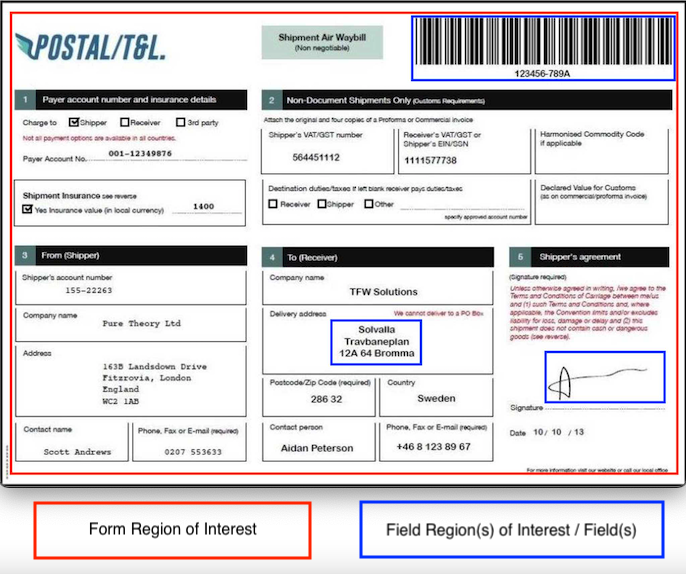 POSTAL/T&L.
Shipment Air Waybill
(Non negotiable)
123456-789A
1 Payer account number and insurance details
Charge to Shipper Receiver 3rd party
Not all payment options are available in all countries.
Payer Account No. 001-12349876
Shipment Insurance see reverse
Yes Insurance value (in local currency) 1400
2 Non-Document Shipments Only (Customs Requirements)
Attach the original and four copies of a Proforma or Commercial invoice
Shipper's VAT/GST number
564451112
Receiver's VAT/GST or
Shipper's EIN/SSN
1111577738
Harmonised Commodity Code
if applicable
Destination duties/taxes if left blank receiver pays duties/taxes
Receiver Shipper Other
specify approved account number
Declared Value for Customs
(as on commercial/proforma invoice)
3 From (Shipper)
Shipper's account number
155-22263
Company name
Pure Theory Ltd
Address
163B Landsdown Drive
Fitzrovia, London
England
WC2 1AB
Contact name
Scott Andrews
Phone, Fax or E-mail (required)
0207 553633
4 To (Receiver)
Company name
TFW Solutions
Delivery address We cannot deliver to a PO Box
Solvalla
Travbaneplan
12A 64 Bromma
Postcode/Zip Code (required)
286 32
Country
Sweden
Contact person
Aidan Peterson
Phone, Fax or E-mail (required)
+46 8 123 89 67
5 Shipper's agreement
(Signature required)
Unless otherwise agreed in writing, I/we agree to the
Terms and Conditions of Carriage between me/us
and (1) such Terms and Conditions and, where
applicable, the Convention limits and/or excludes
liability for loss, damage or delay and (2) this
shipment does not contain cash or dangerous
goods (see reverse).
Signature
Date 10/ 10 / 13
For more information visit our website or call our local office
Form Region of Interest
Field Region(s) of Interest / Field(s)